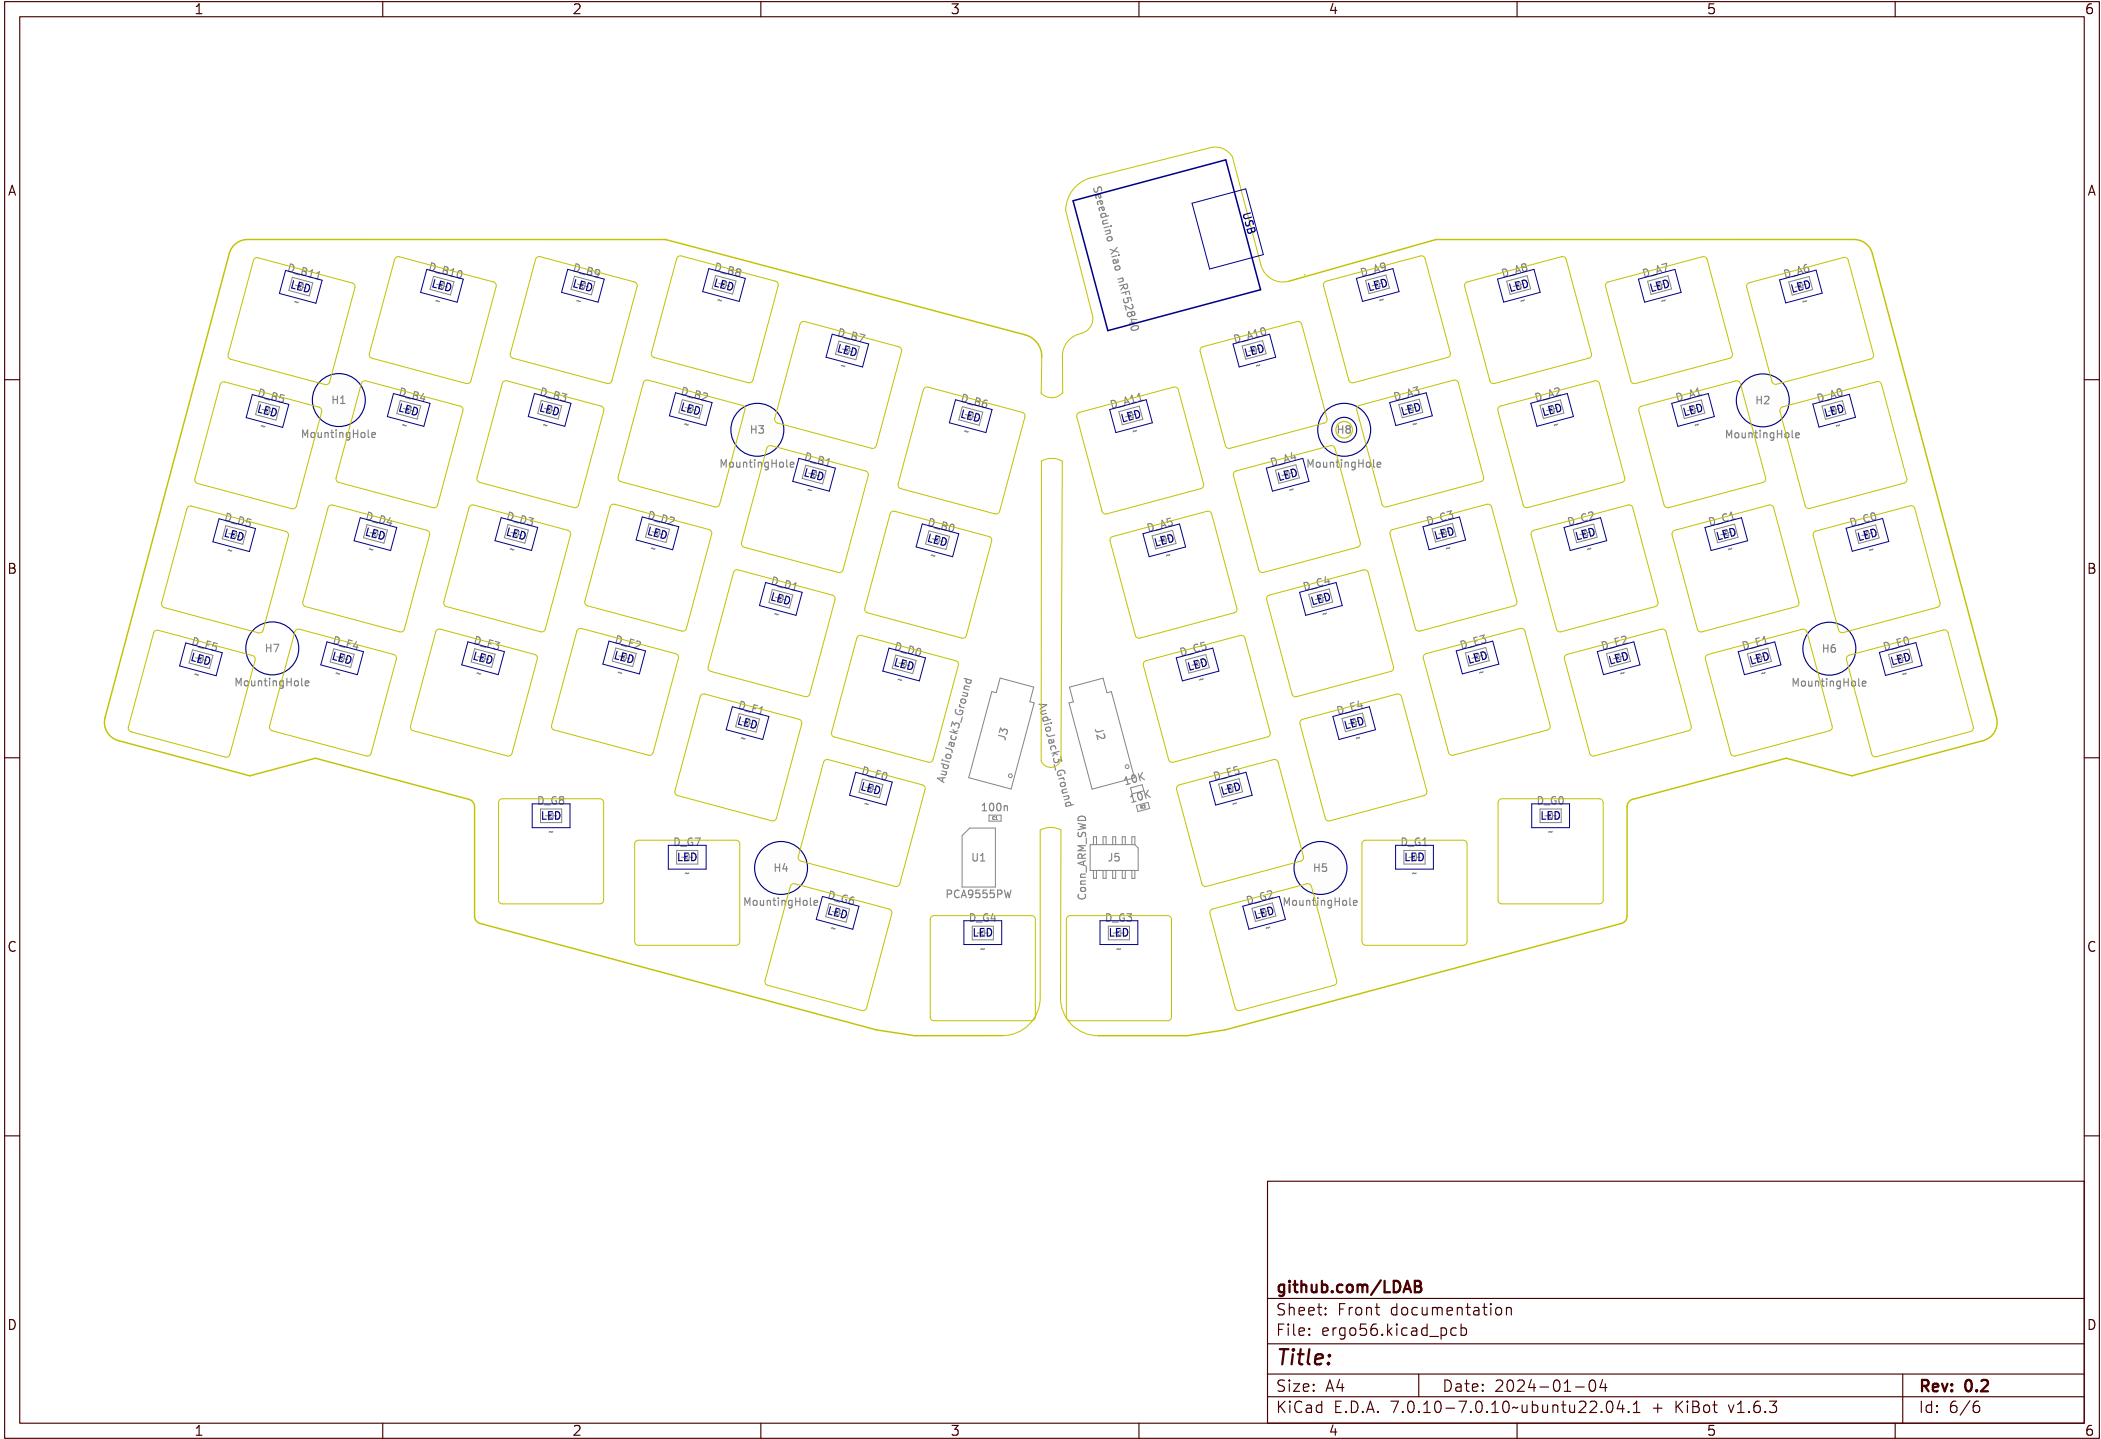 1 2 3 4 5 6
A A
Seeeduino Xiao nRF52840
USB
D_B11 D_B10 D_B9 D_B8 D_A9 D_A8 D_A7 D_A6
LED LED LED LED LED LED LED LED
~ ~ ~ ~ ~ ~ ~ ~
D_B7 D_A10
LED LED
~ ~
D_B5 H1 D_B4 D_B3 D_B2 D_B6 D_A11 D_A3 D_A2 D_A1 H2 D_A0
LED LED LED LED LED LED LED LED LED LED
~ ~ ~ ~ ~ ~ ~ ~ ~ ~
MountingHole H3 H8 MountingHole
MountingHole D_B1 D_A4 MountingHole
LED LED
~ ~
D_D5 D_D4 D_D3 D_D2 D_B0 D_A5 D_C3 D_C2 D_C1 D_C0
LED LED LED LED LED LED LED LED LED LED
~ ~ ~ ~ ~ ~ ~ ~ ~ ~
B B
D_D1 D_C4
LED LED
~ ~
D_F5 H7 D_F4 D_F3 D_F2 D_D0 D_C5 D_E3 D_E2 D_E1 H6 D_E0
LED LED LED LED LED LED LED LED LED LED
~ ~ ~ ~ ~ ~ ~ ~ ~ ~
MountingHole MountingHole
D_F1 D_E4
LED LED
~ ~
AudioJack3_Ground J3 AudioJack3_Ground J2
D_F0 10K D_E5
LED 10K LED
~ ~
D_G8 100n D_G0
LED LED
~ ~
D_G7 H4 U1 Conn_ARM_SWD J5 H5 D_G1
LED LED
~ ~
MountingHole PCA9555PW MountingHole
D_G6 D_G4 D_G3 D_G2
LED LED LED LED
~ ~ ~ ~
C C
github.com/LDAB
Sheet: Front documentation
File: ergo56.kicad_pcb
D D
Title:
Size: A4 Date: 2024-01-04 Rev: 0.2
KiCad E.D.A. 7.0.10-7.0.10~ubuntu22.04.1 + KiBot v1.6.3 Id: 6/6
1 2 3 4 5 6